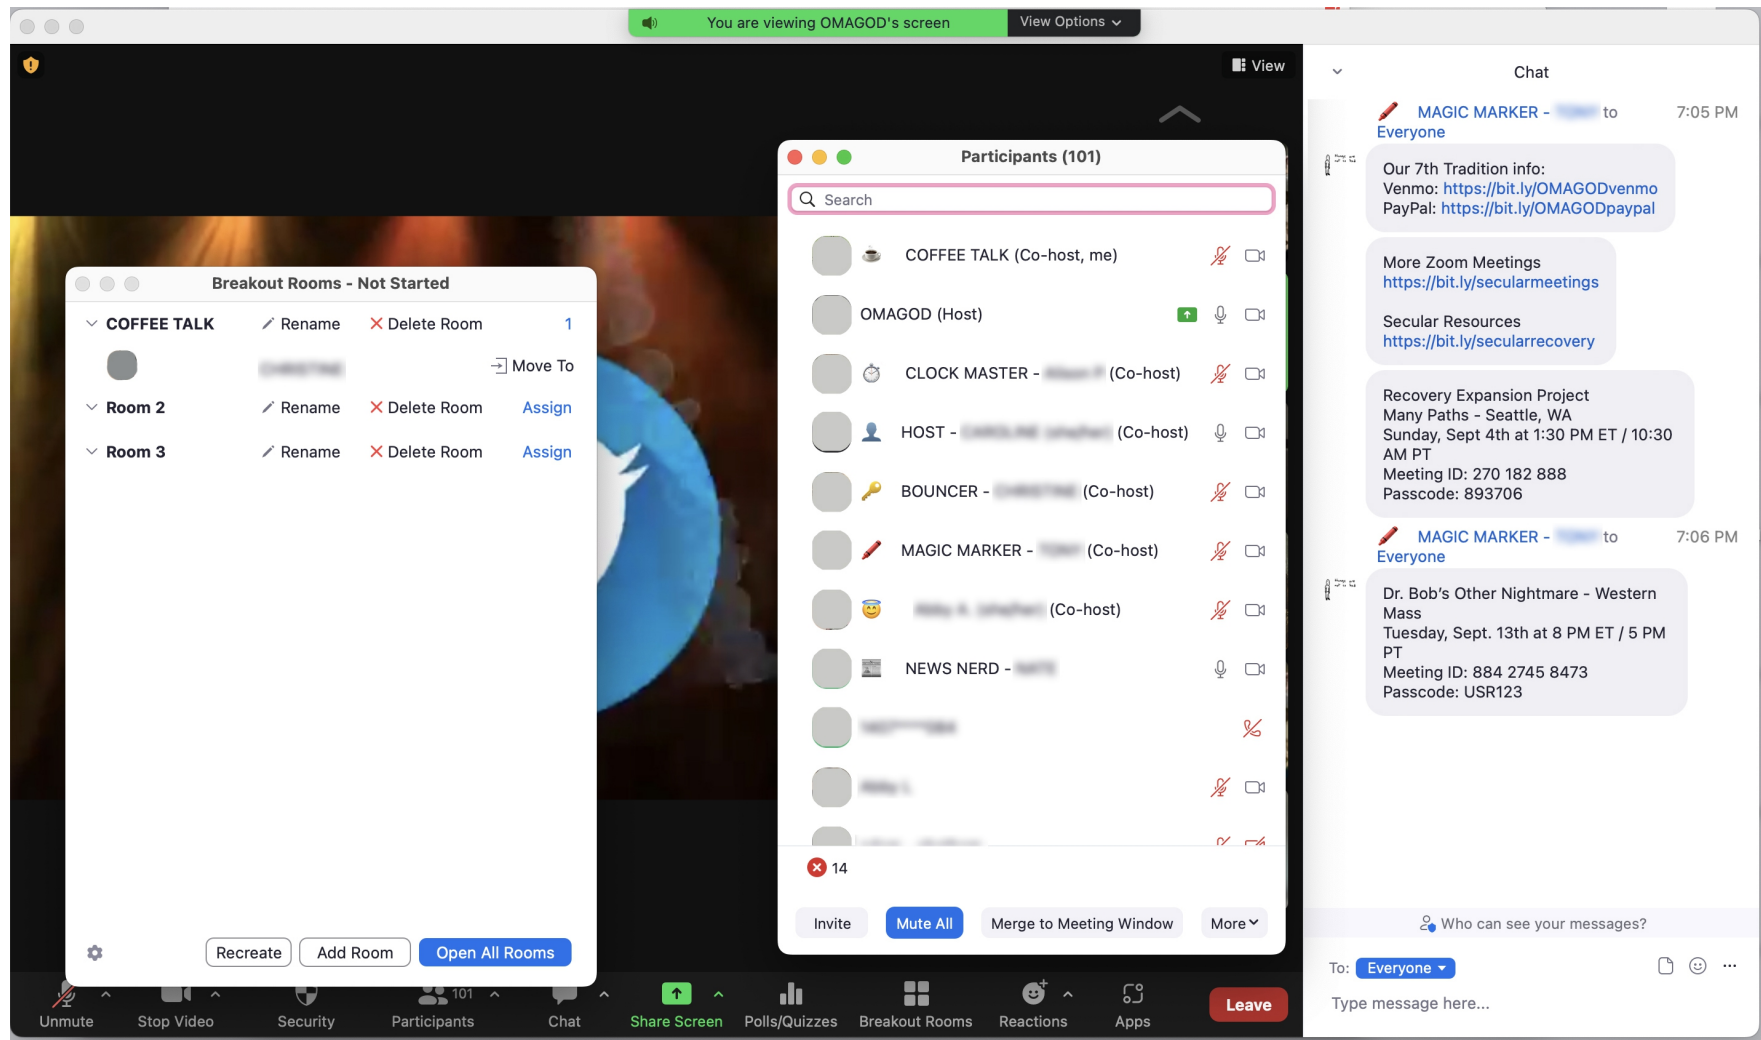 You are viewing OMAGOD's screen
View Options
View
Breakout Rooms - Not Started
COFFEE TALK Rename Delete Room 1
Move To
Room 2 Rename Delete Room Assign
Room 3 Rename Delete Room Assign
Recreate Add Room Open All Rooms
Participants (101)
Search
COFFEE TALK (Co-host, me)
OMAGOD (Host)
CLOCK MASTER - (Co-host)
HOST - (Co-host)
BOUNCER - (Co-host)
MAGIC MARKER - (Co-host)
(Co-host)
NEWS NERD -
14
Invite Mute All Merge to Meeting Window More
Chat
MAGIC MARKER - to 7:05 PM
Everyone
Our 7th Tradition info:
Venmo: https://bit.ly/OMAGODvenmo
PayPal: https://bit.ly/OMAGODpaypal
More Zoom Meetings
https://bit.ly/secularmeetings
Secular Resources
https://bit.ly/secularrecovery
Recovery Expansion Project
Many Paths - Seattle, WA
Sunday, Sept 4th at 1:30 PM ET / 10:30
AM PT
Meeting ID: 270 182 888
Passcode: 893706
MAGIC MARKER - to 7:06 PM
Everyone
Dr. Bob’s Other Nightmare - Western
Mass
Tuesday, Sept. 13th at 8 PM ET / 5 PM
PT
Meeting ID: 884 2745 8473
Passcode: USR123
Who can see your messages?
To: Everyone
Type message here...
101
Unmute Stop Video Security Participants Chat Share Screen Polls/Quizzes Breakout Rooms Reactions Apps Leave